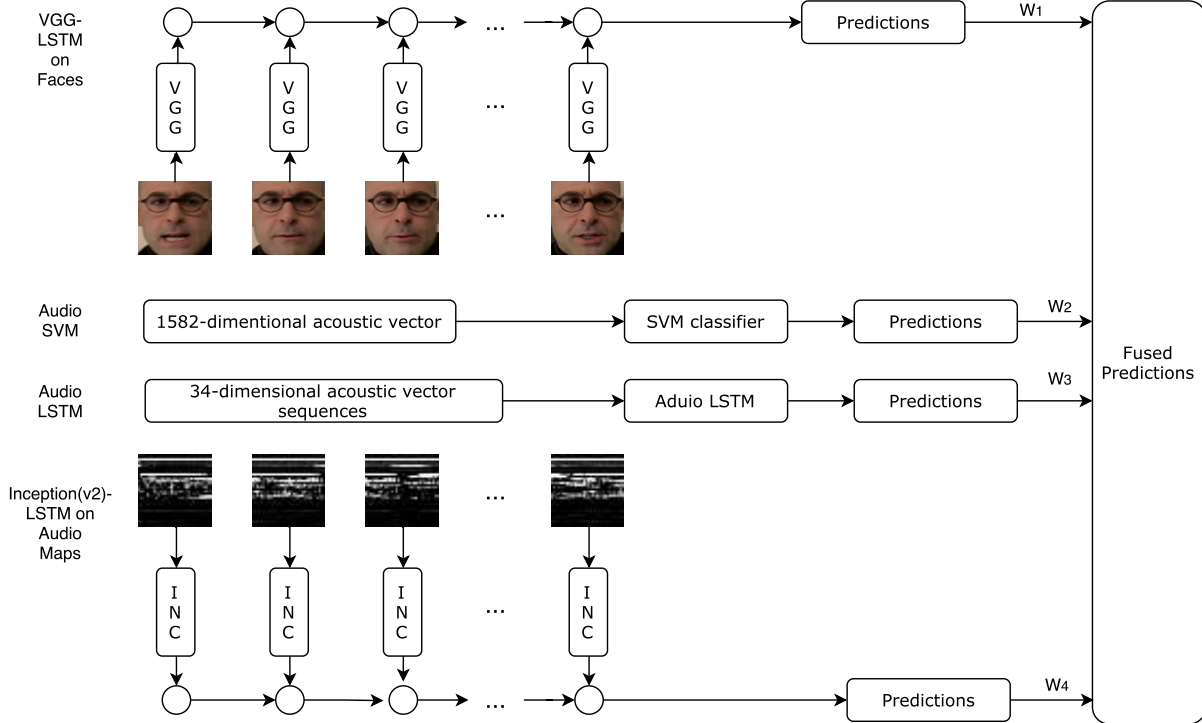 VGG-
LSTM
on
Faces
V
G
G
V
G
G
V
G
G
...
V
G
G
...
...
Predictions
W1
Audio
SVM
1582-dimentional acoustic vector
SVM classifier
Predictions
W2
Audio
LSTM
34-dimensional acoustic vector
sequences
Aduio LSTM
Predictions
W3
Fused
Predictions
Inception(v2)-
LSTM on
Audio
Maps
...
I
N
C
I
N
C
I
N
C
...
I
N
C
...
Predictions
W4